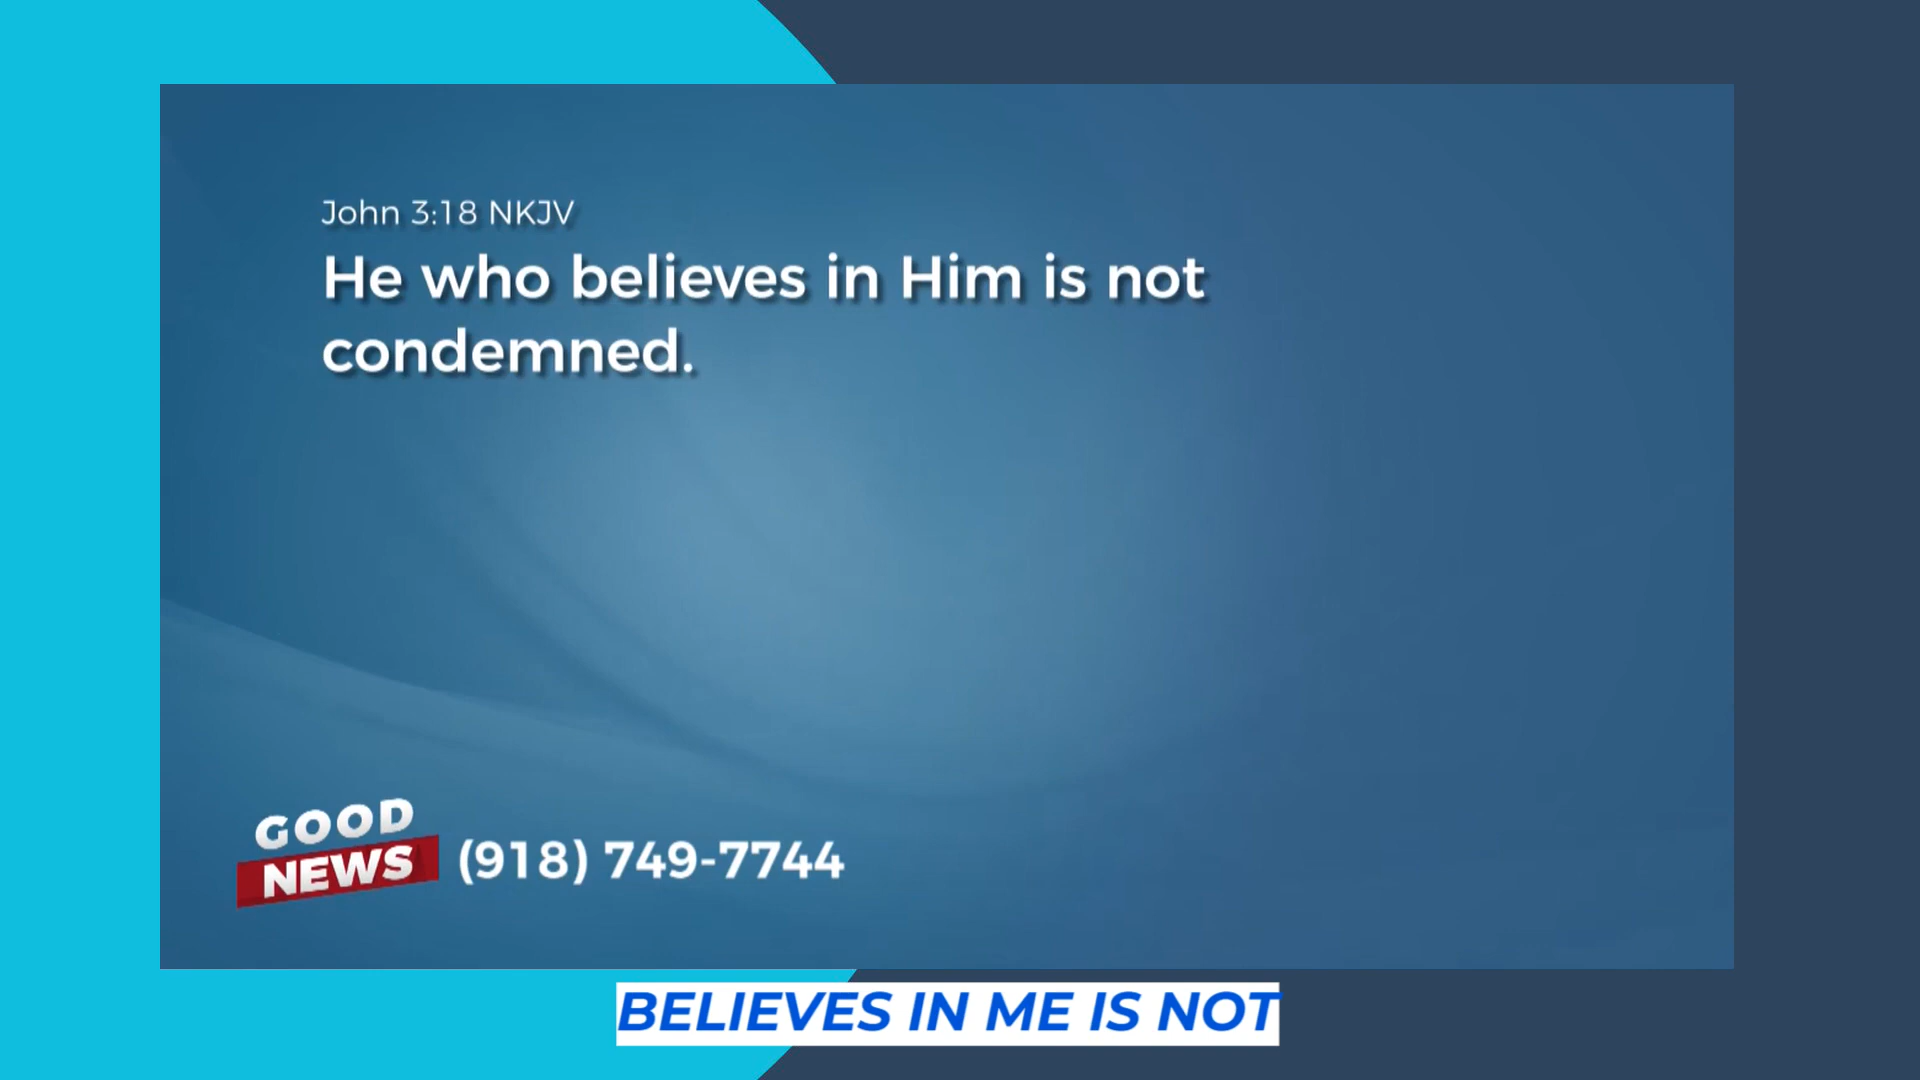 John 3:18 NKJV
He who believes in Him is not
condemned.
GOOD
NEWS
(918) 749-7744
BELIEVES IN ME IS NOT